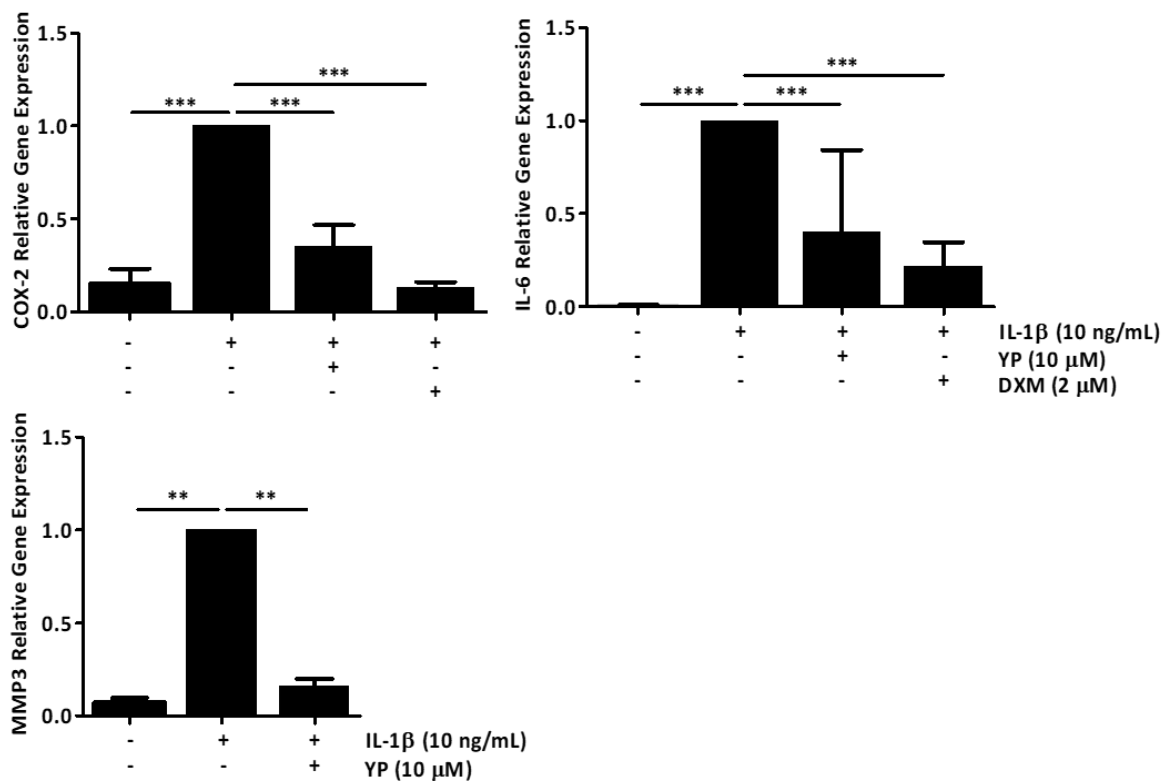 COX-2 Relative Gene Expression
1.5
1.0
0.5
0.0
***
*** ***
- + + +
- - + -
- - - +
IL-6 Relative Gene Expression
1.5
1.0
0.5
0.0
***
*** ***
- + + + IL-1β (10 ng/mL)
- - + - YP (10 μM)
- - - + DXM (2 μM)
MMP3 Relative Gene Expression
1.5
1.0
0.5
0.0
** **
- + + IL-1β (10 ng/mL)
- - + YP (10 μM)